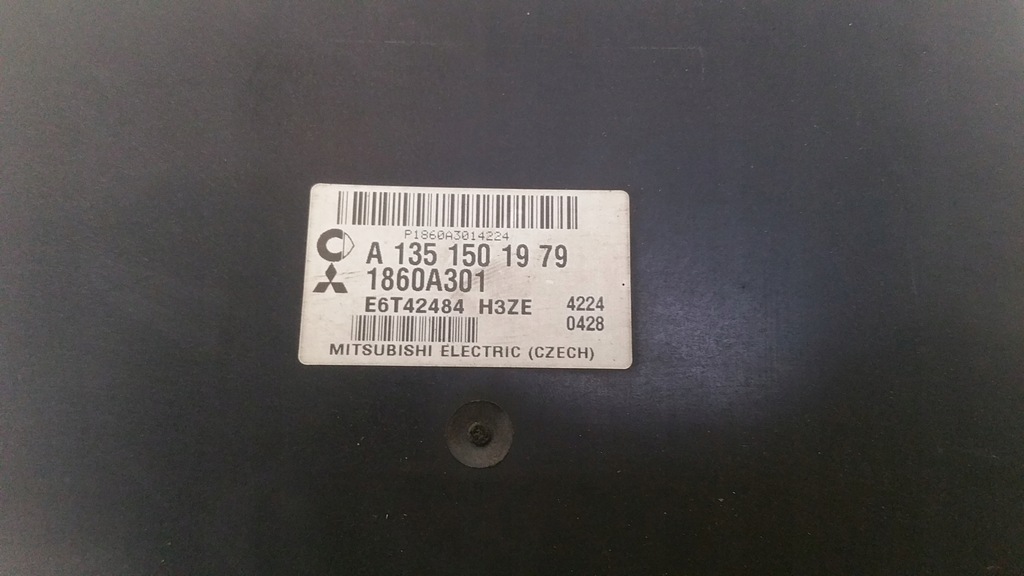 P1860A3014224
A 135 150 19 79
1860A301
E6T42484 H3ZE 4224
0428
MITSUBISHI ELECTRIC (CZECH)